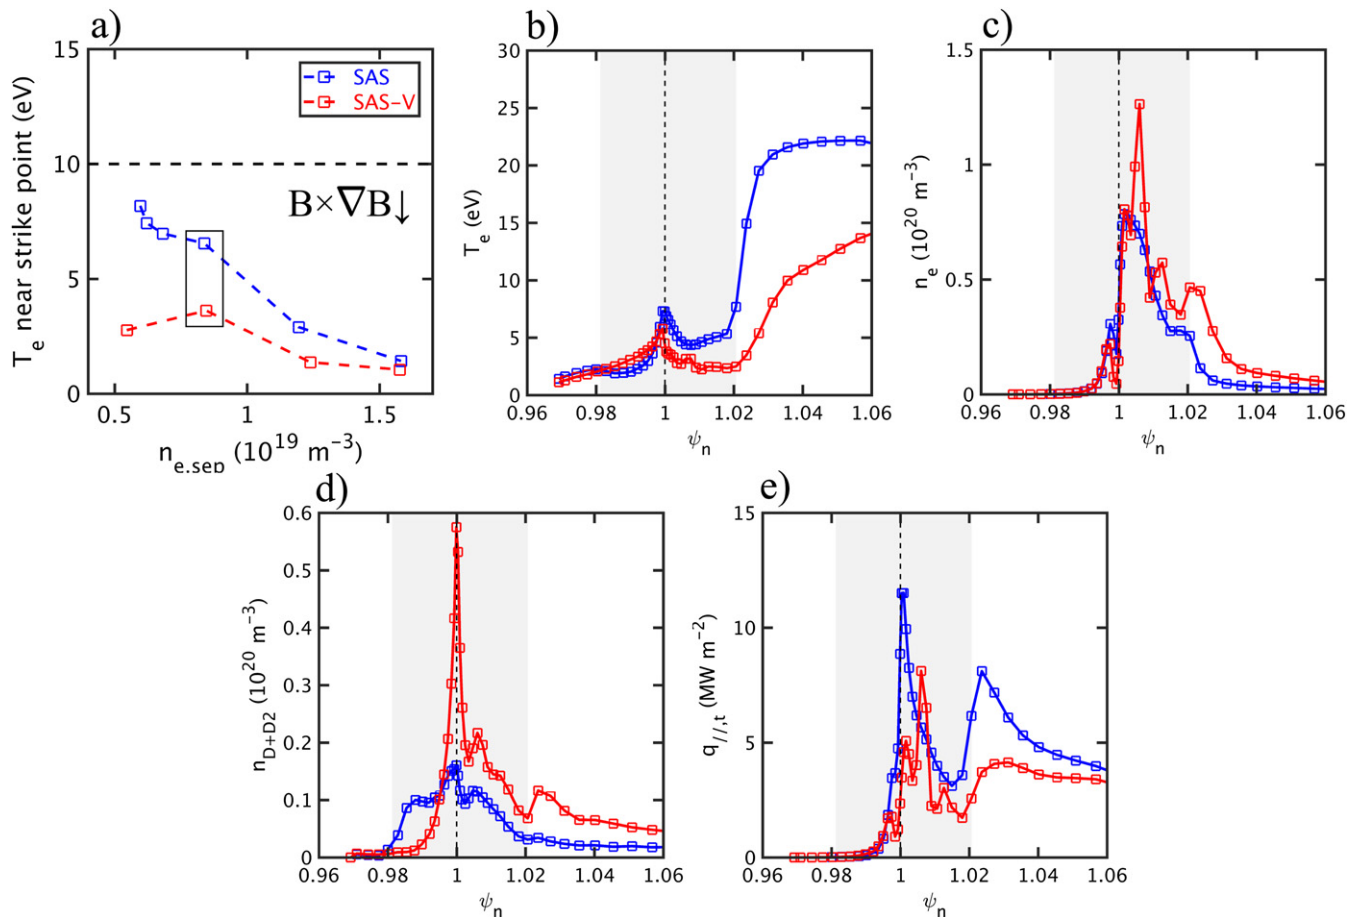 a)
15
10
5
0
0.5
1
1.5
T_e near strike point (eV)
n_e,sep (10^19 m^-3)
SAS
SAS-V
B×∇B↓
b)
30
25
20
15
10
5
0
0.96
0.98
1
1.02
1.04
1.06
T_e (eV)
ψ_n
c)
1.5
1
0.5
0
0.96
0.98
1
1.02
1.04
1.06
n_e (10^20 m^-3)
ψ_n
d)
0.6
0.5
0.4
0.3
0.2
0.1
0
0.96
0.98
1
1.02
1.04
1.06
n_D+D2 (10^20 m^-3)
ψ_n
e)
15
10
5
0
0.96
0.98
1
1.02
1.04
1.06
q_//,t (MW m^-2)
ψ_n